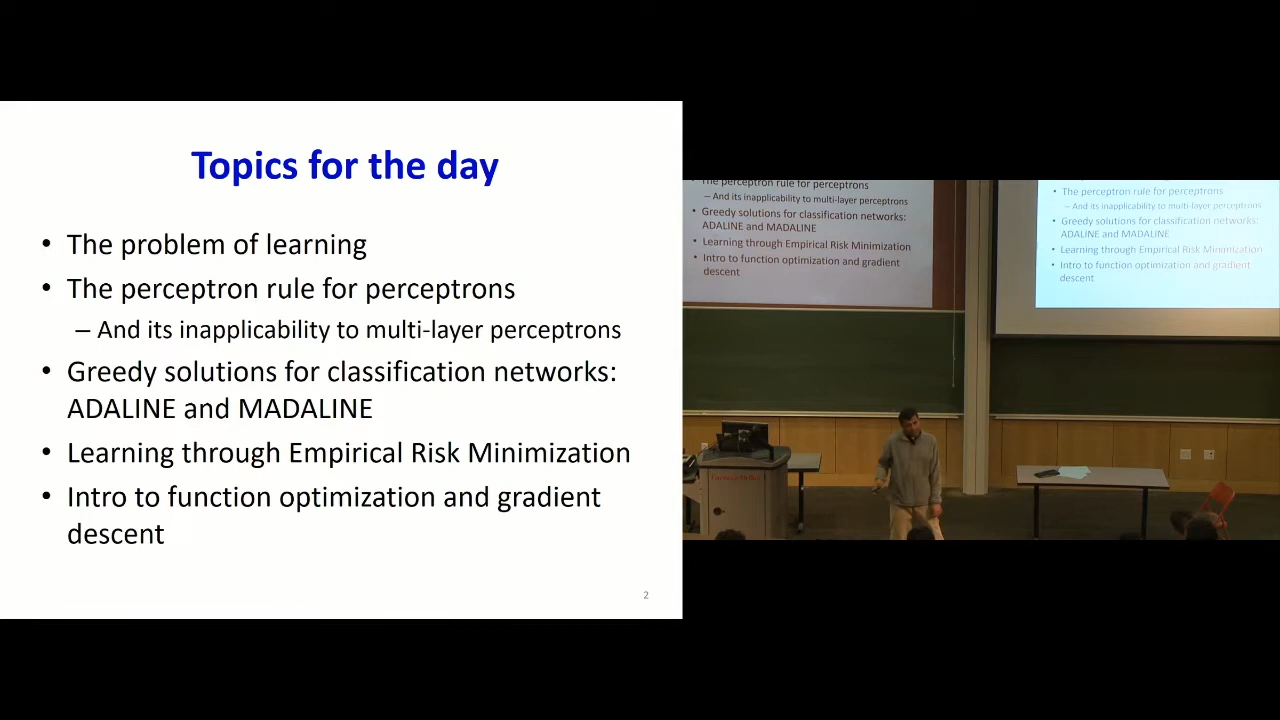 Topics for the day
• The problem of learning
• The perceptron rule for perceptrons
– And its inapplicability to multi-layer perceptrons
• Greedy solutions for classification networks:
ADALINE and MADALINE
• Learning through Empirical Risk Minimization
• Intro to function optimization and gradient
descent
2
The perceptron rule for perceptrons
– And its inapplicability to multi-layer perceptrons
• Greedy solutions for classification networks:
ADALINE and MADALINE
• Learning through Empirical Risk Minimization
• Intro to function optimization and gradient
descent
The perceptron rule for perceptrons
– And its inapplicability to multi-layer perceptrons
• Greedy solutions for classification networks:
ADALINE and MADALINE
• Learning through Empirical Risk Minimization
• Intro to function optimization and gradient
descent